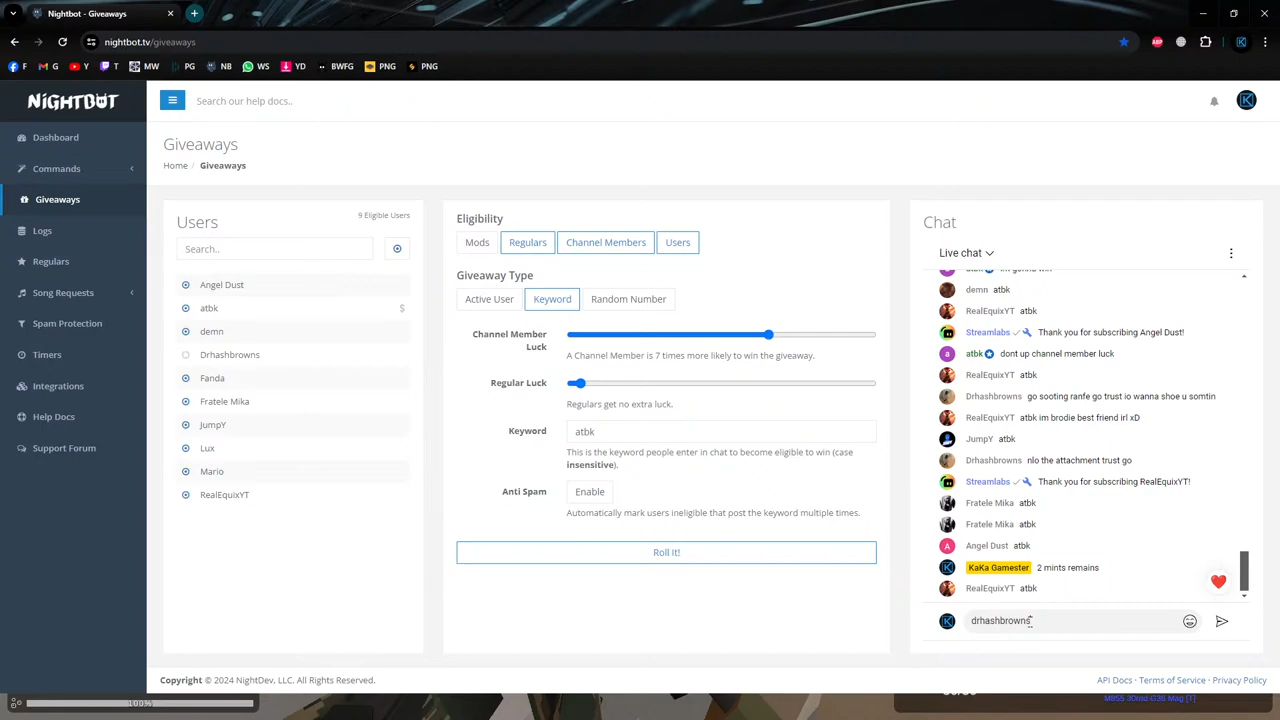 Nightbot - Giveaways
nightbot.tv/giveaways
F M G Y T MW PG NB WS YD BWFG PNG PNG
NIGHTBOT
Search our help docs..
Dashboard
Commands
Giveaways
Logs
Regulars
Song Requests
Spam Protection
Timers
Integrations
Help Docs
Support Forum
Giveaways
Home / Giveaways
9 Eligible Users
Users
Search..
Angel Dust
atbk $
demn
Drhashbrowns
Fanda
Fratele Mika
JumpY
Lux
Mario
RealEquixYT
Eligibility
Mods Regulars Channel Members Users
Giveaway Type
Active User Keyword Random Number
Channel Member Luck
A Channel Member is 7 times more likely to win the giveaway.
Regular Luck
Regulars get no extra luck.
Keyword atbk
This is the keyword people enter in chat to become eligible to win (case
insensitive).
Anti Spam Enable
Automatically mark users ineligible that post the keyword multiple times.
Roll It!
Chat
Live chat
demn atbk
RealEquixYT atbk
Streamlabs Thank you for subscribing Angel Dust!
atbk dont up channel member luck
RealEquixYT atbk
Drhashbrowns go sooting ranfe go trust io wanna shoe u somtin
RealEquixYT atbk im brodie best friend irl xD
JumpY atbk
Drhashbrowns nlo the attachment trust go
Streamlabs Thank you for subscribing RealEquixYT!
Fratele Mika atbk
Fratele Mika atbk
Angel Dust atbk
KaKa Gamester 2 mints remains
RealEquixYT atbk
drhashbrowns
Copyright © 2024 NightDev, LLC. All Rights Reserved.
API Docs · Terms of Service · Privacy Policy
100%
M855 30rnd G36 Mag [T]